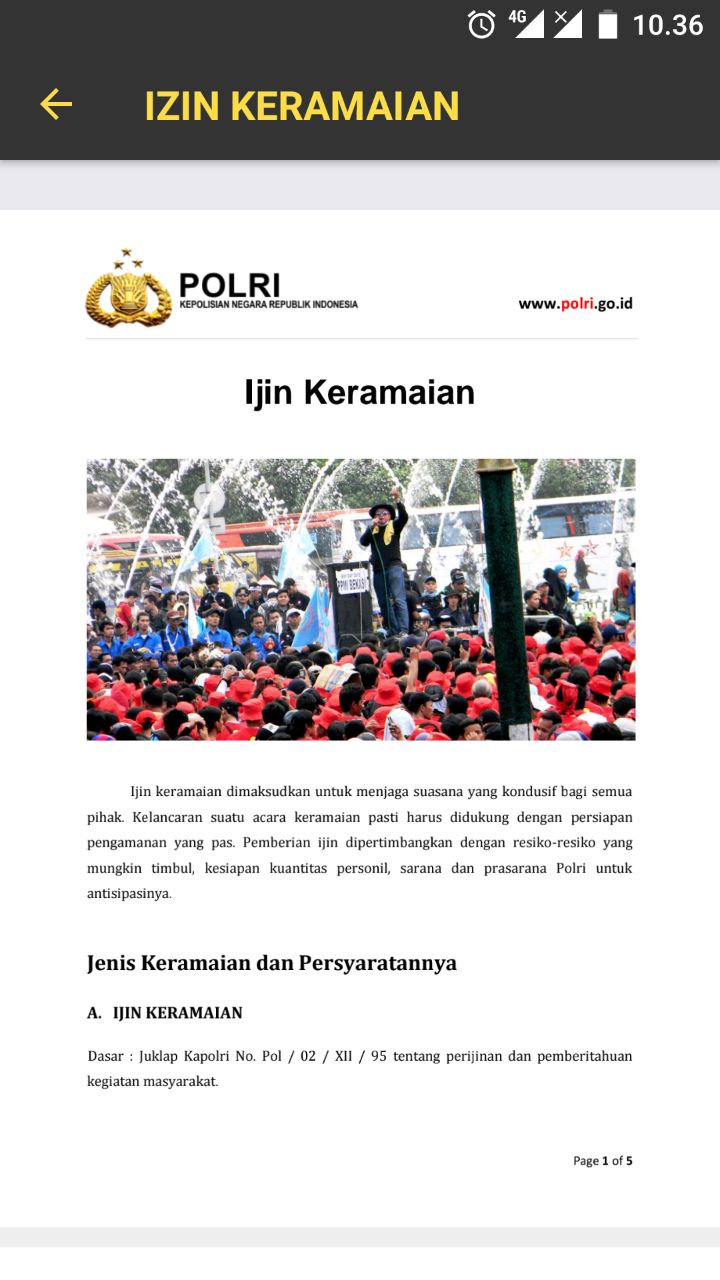 4G 10.36
IZIN KERAMAIAN
POLRI
KEPOLISIAN NEGARA REPUBLIK INDONESIA
www.polri.go.id
Ijin Keramaian
PPMI BEKASI
Ijin keramaian dimaksudkan untuk menjaga suasana yang kondusif bagi semua
pihak. Kelancaran suatu acara keramaian pasti harus didukung dengan persiapan
pengamanan yang pas. Pemberian ijin dipertimbangkan dengan resiko-resiko yang
mungkin timbul, kesiapan kuantitas personil, sarana dan prasarana Polri untuk
antisipasinya.
Jenis Keramaian dan Persyaratannya
A. IJIN KERAMAIAN
Dasar : Juklap Kapolri No. Pol / 02 / XII / 95 tentang perijinan dan pemberitahuan
kegiatan masyarakat.
Page 1 of 5